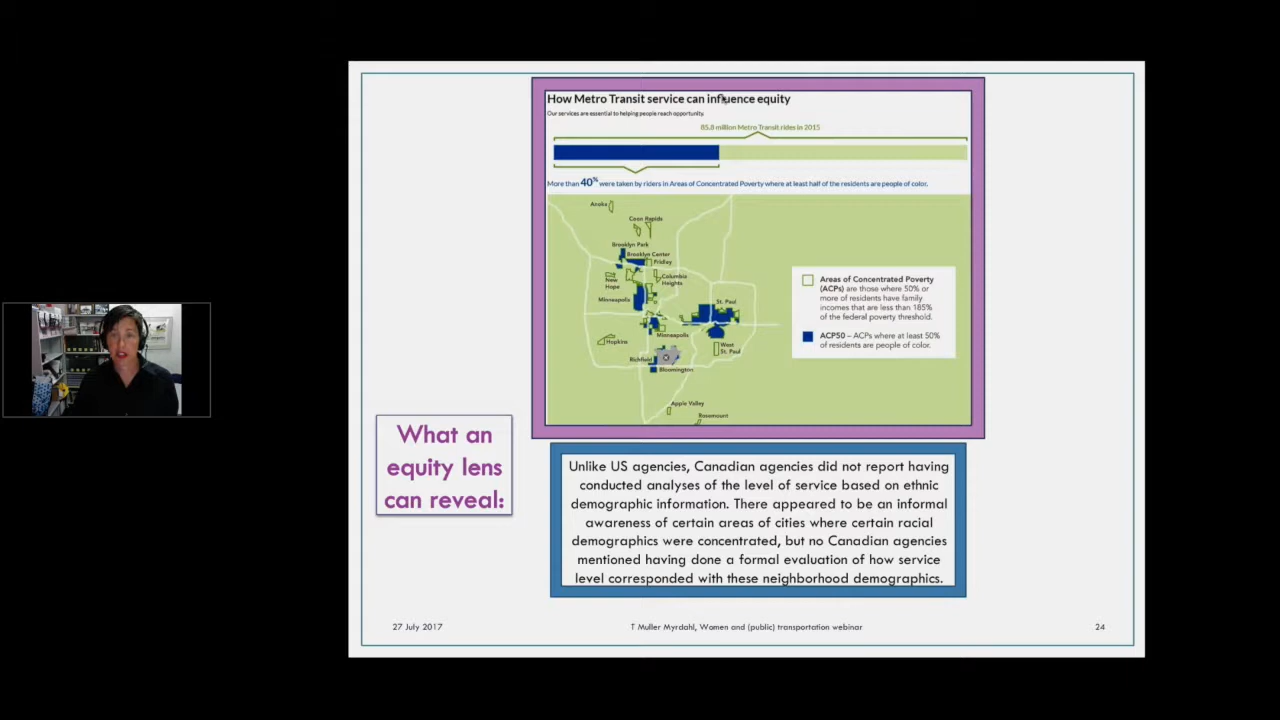 How Metro Transit service can influence equity
Our services are essential to helping people reach opportunity.
85.8 million Metro Transit rides in 2015
More than 40% were taken by riders in Areas of Concentrated Poverty where at least half of the residents are people of color.
Anoka
Coon Rapids
Brooklyn Park
Brooklyn Center
Fridley
New
Hope
Columbia
Heights
Minneapolis
St. Paul
Minneapolis
Hopkins
West
St. Paul
Richfield
Bloomington
Apple Valley
Rosemount
Areas of Concentrated Poverty
(ACPs) are those where 50% or
more of residents have family
incomes that are less than 185%
of the federal poverty threshold.
ACP50 – ACPs where at least 50%
of residents are people of color.
What an
equity lens
can reveal:
Unlike US agencies, Canadian agencies did not report having
conducted analyses of the level of service based on ethnic
demographic information. There appeared to be an informal
awareness of certain areas of cities where certain racial
demographics were concentrated, but no Canadian agencies
mentioned having done a formal evaluation of how service
level corresponded with these neighborhood demographics.
27 July 2017
T Muller Myrdahl, Women and (public) transportation webinar
24